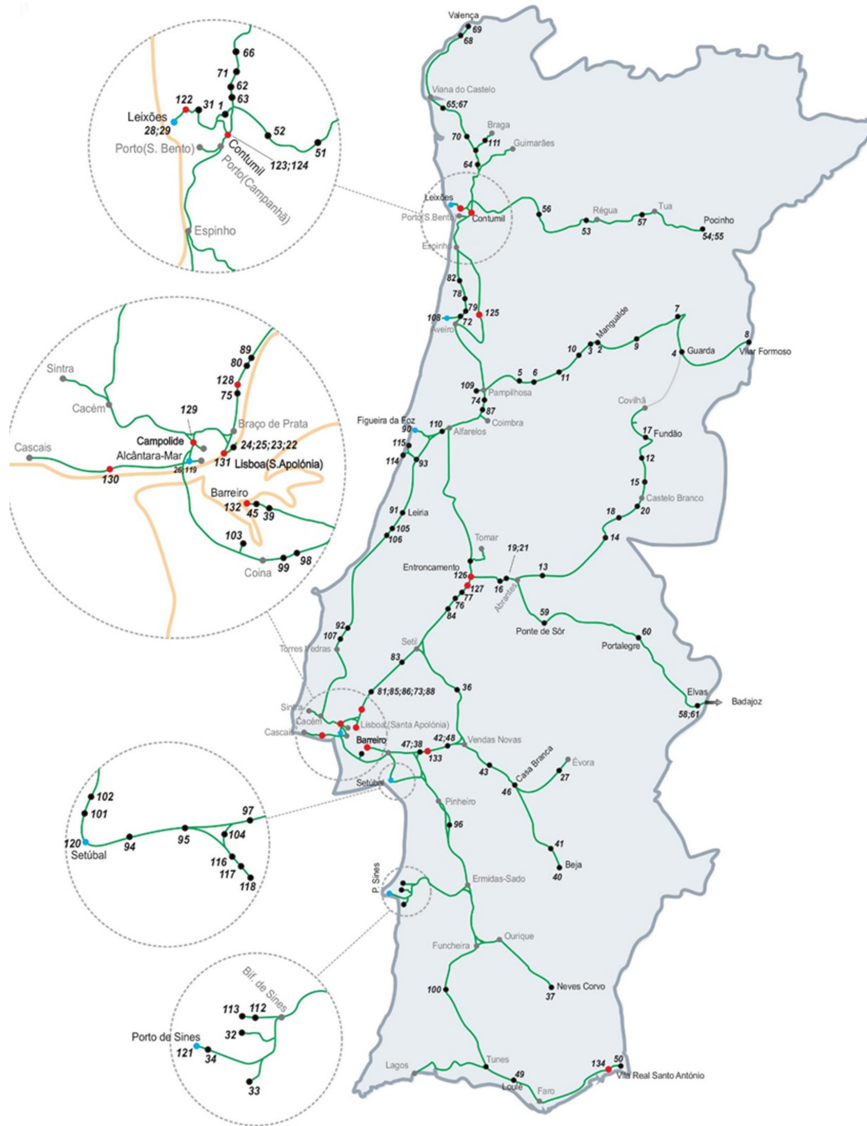 Valença
69
68
Viana do Castelo
65;67
70
Braga
111
Guimarães
64
Leixões
Porto(S.Bento)
Contumil
Espinho
56
53
Régua
57
Tua
Pocinho
54;55
82
78
79
72
108
Aveiro
125
109
Pampilhosa
74
87
Coimbra
5
6
11
10
3
2
Mangualde
9
7
4
Guarda
8
Vilar Formoso
Covilhã
17
Fundão
12
15
Castelo Branco
20
18
14
Figueira da Foz
90
110
Alfarelos
115
114
93
91
Leiria
105
106
Tomar
Entroncamento
126
127
77
76
84
16
19;21
Abrantes
13
59
Ponte de Sôr
60
Portalegre
Elvas
58;61
Badajoz
92
107
Torres Vedras
Setil
83
81;85;86;73;88
36
Sintra
Cacém
Cascais
Lisboa(Santa Apolónia)
Barreiro
47;38
133
42;48
Vendas Novas
43
Casa Branca
46
27
Évora
41
Beja
40
Setúbal
Pinheiro
96
P. Sines
Ermidas-Sado
Funcheira
Ourique
Neves Corvo
37
100
Lagos
Tunes
49
Loulé
Faro
134
50
Vila Real Santo António
66
71
62
63
1
31
122
Leixões
28;29
52
51
Contumil
123;124
Porto(S. Bento)
Porto(Campanhã)
Espinho
89
80
128
75
Sintra
Cacém
129
Braço de Prata
Campolide
24;25;23;22
Alcântara-Mar
26;119
131
Lisboa(S.Apolónia)
Cascais
130
Barreiro
132
45
39
103
Coina
99
98
102
101
120
Setúbal
94
95
97
104
116
117
118
Bif. de Sines
113
112
32
Porto de Sines
121
34
33